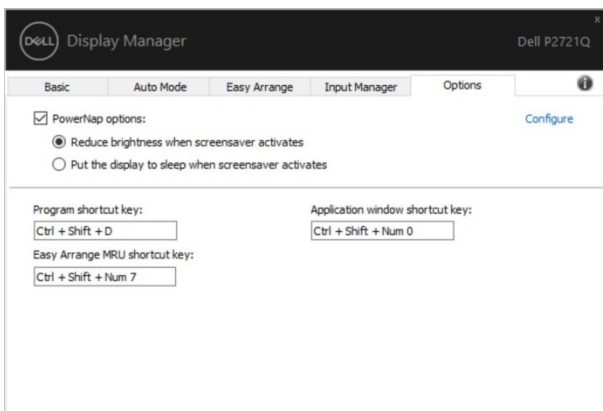 x
DELL Display Manager
Dell P2721Q
Basic Auto Mode Easy Arrange Input Manager Options i
PowerNap options: Configure
Reduce brightness when screensaver activates
Put the display to sleep when screensaver activates
Program shortcut key: Application window shortcut key:
Ctrl + Shift + D Ctrl + Shift + Num 0
Easy Arrange MRU shortcut key:
Ctrl + Shift + Num 7